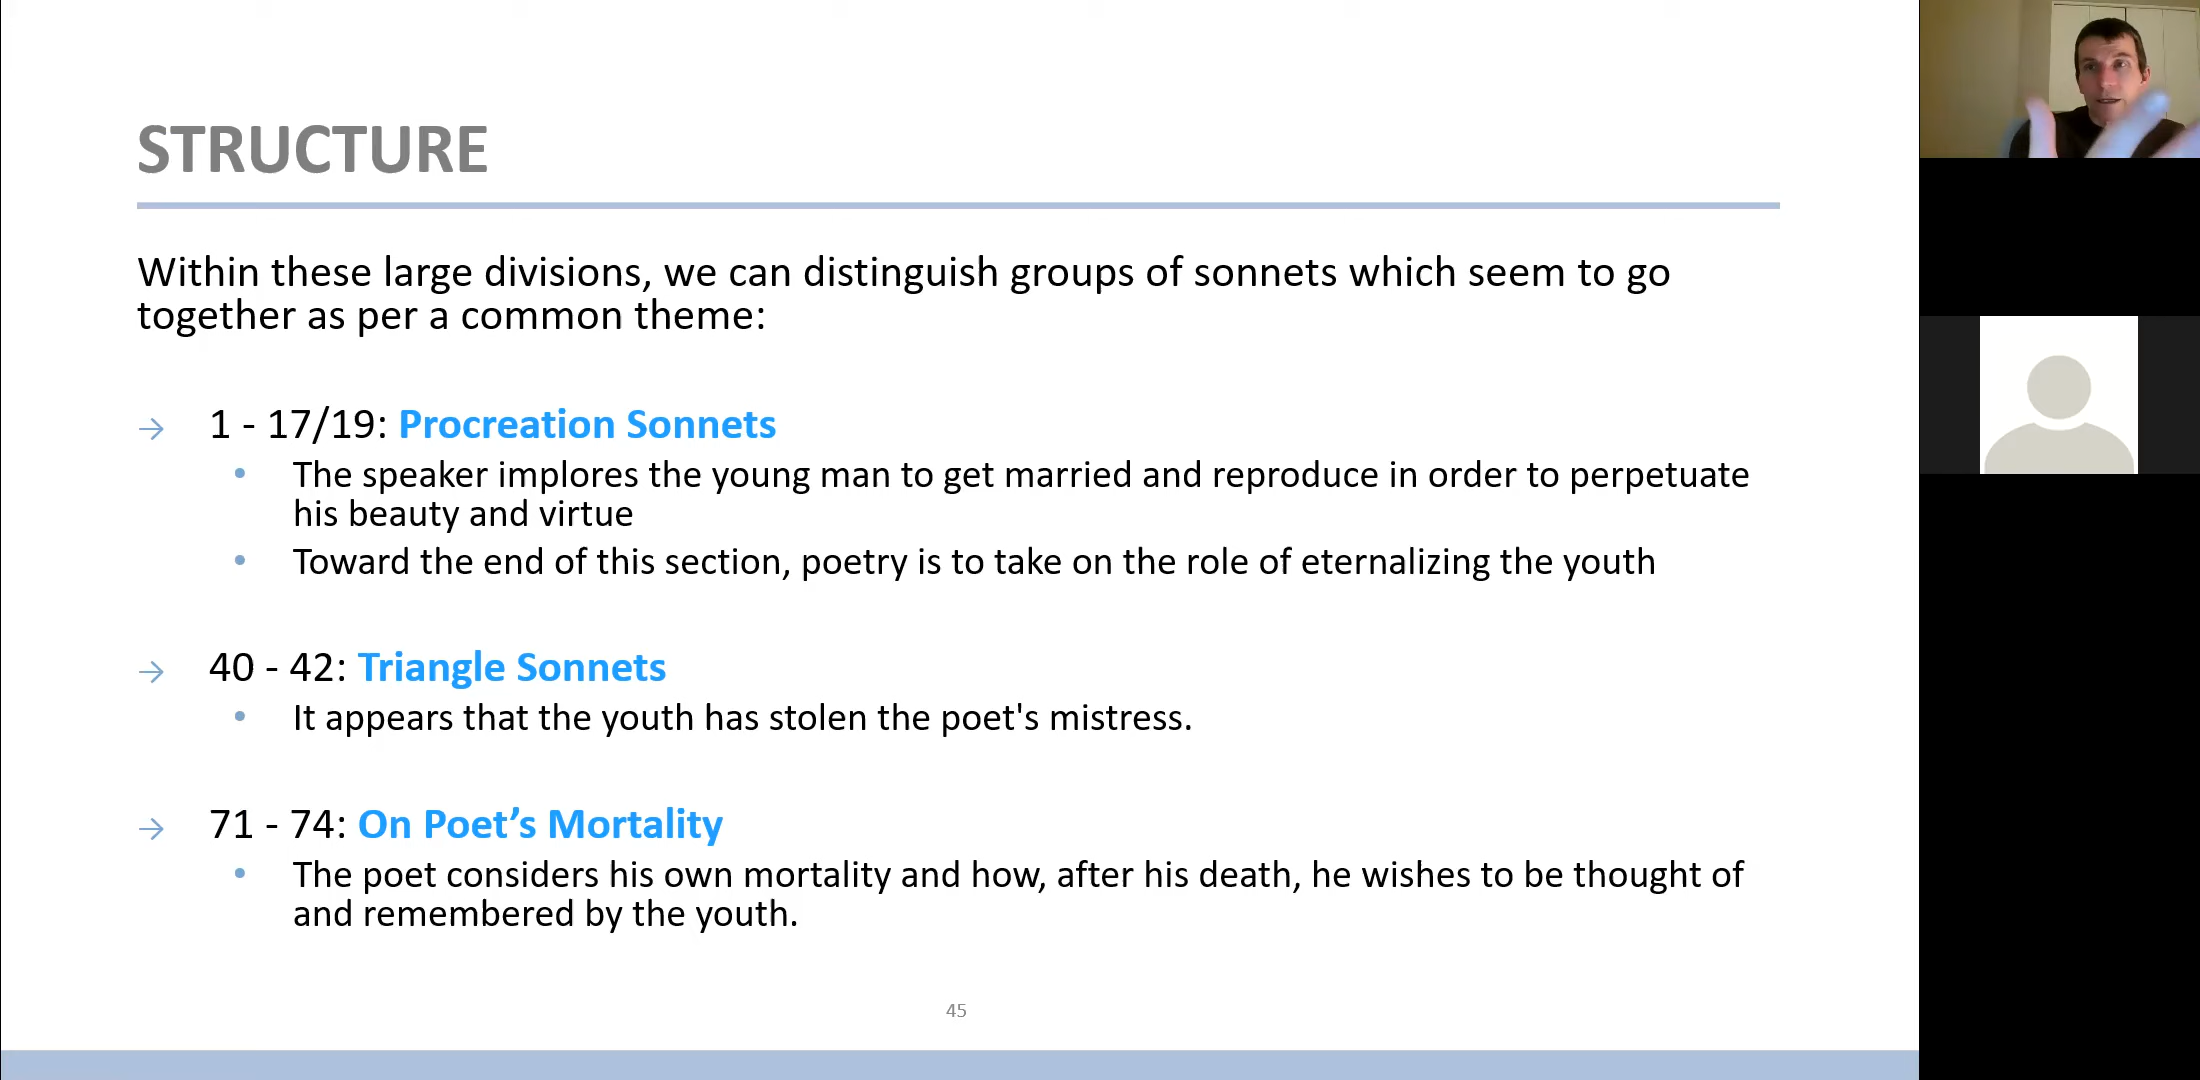 STRUCTURE
Within these large divisions, we can distinguish groups of sonnets which seem to go
together as per a common theme:
→ 1 - 17/19: Procreation Sonnets
• The speaker implores the young man to get married and reproduce in order to perpetuate
his beauty and virtue
• Toward the end of this section, poetry is to take on the role of eternalizing the youth
→ 40 - 42: Triangle Sonnets
• It appears that the youth has stolen the poet's mistress.
→ 71 - 74: On Poet’s Mortality
• The poet considers his own mortality and how, after his death, he wishes to be thought of
and remembered by the youth.
45